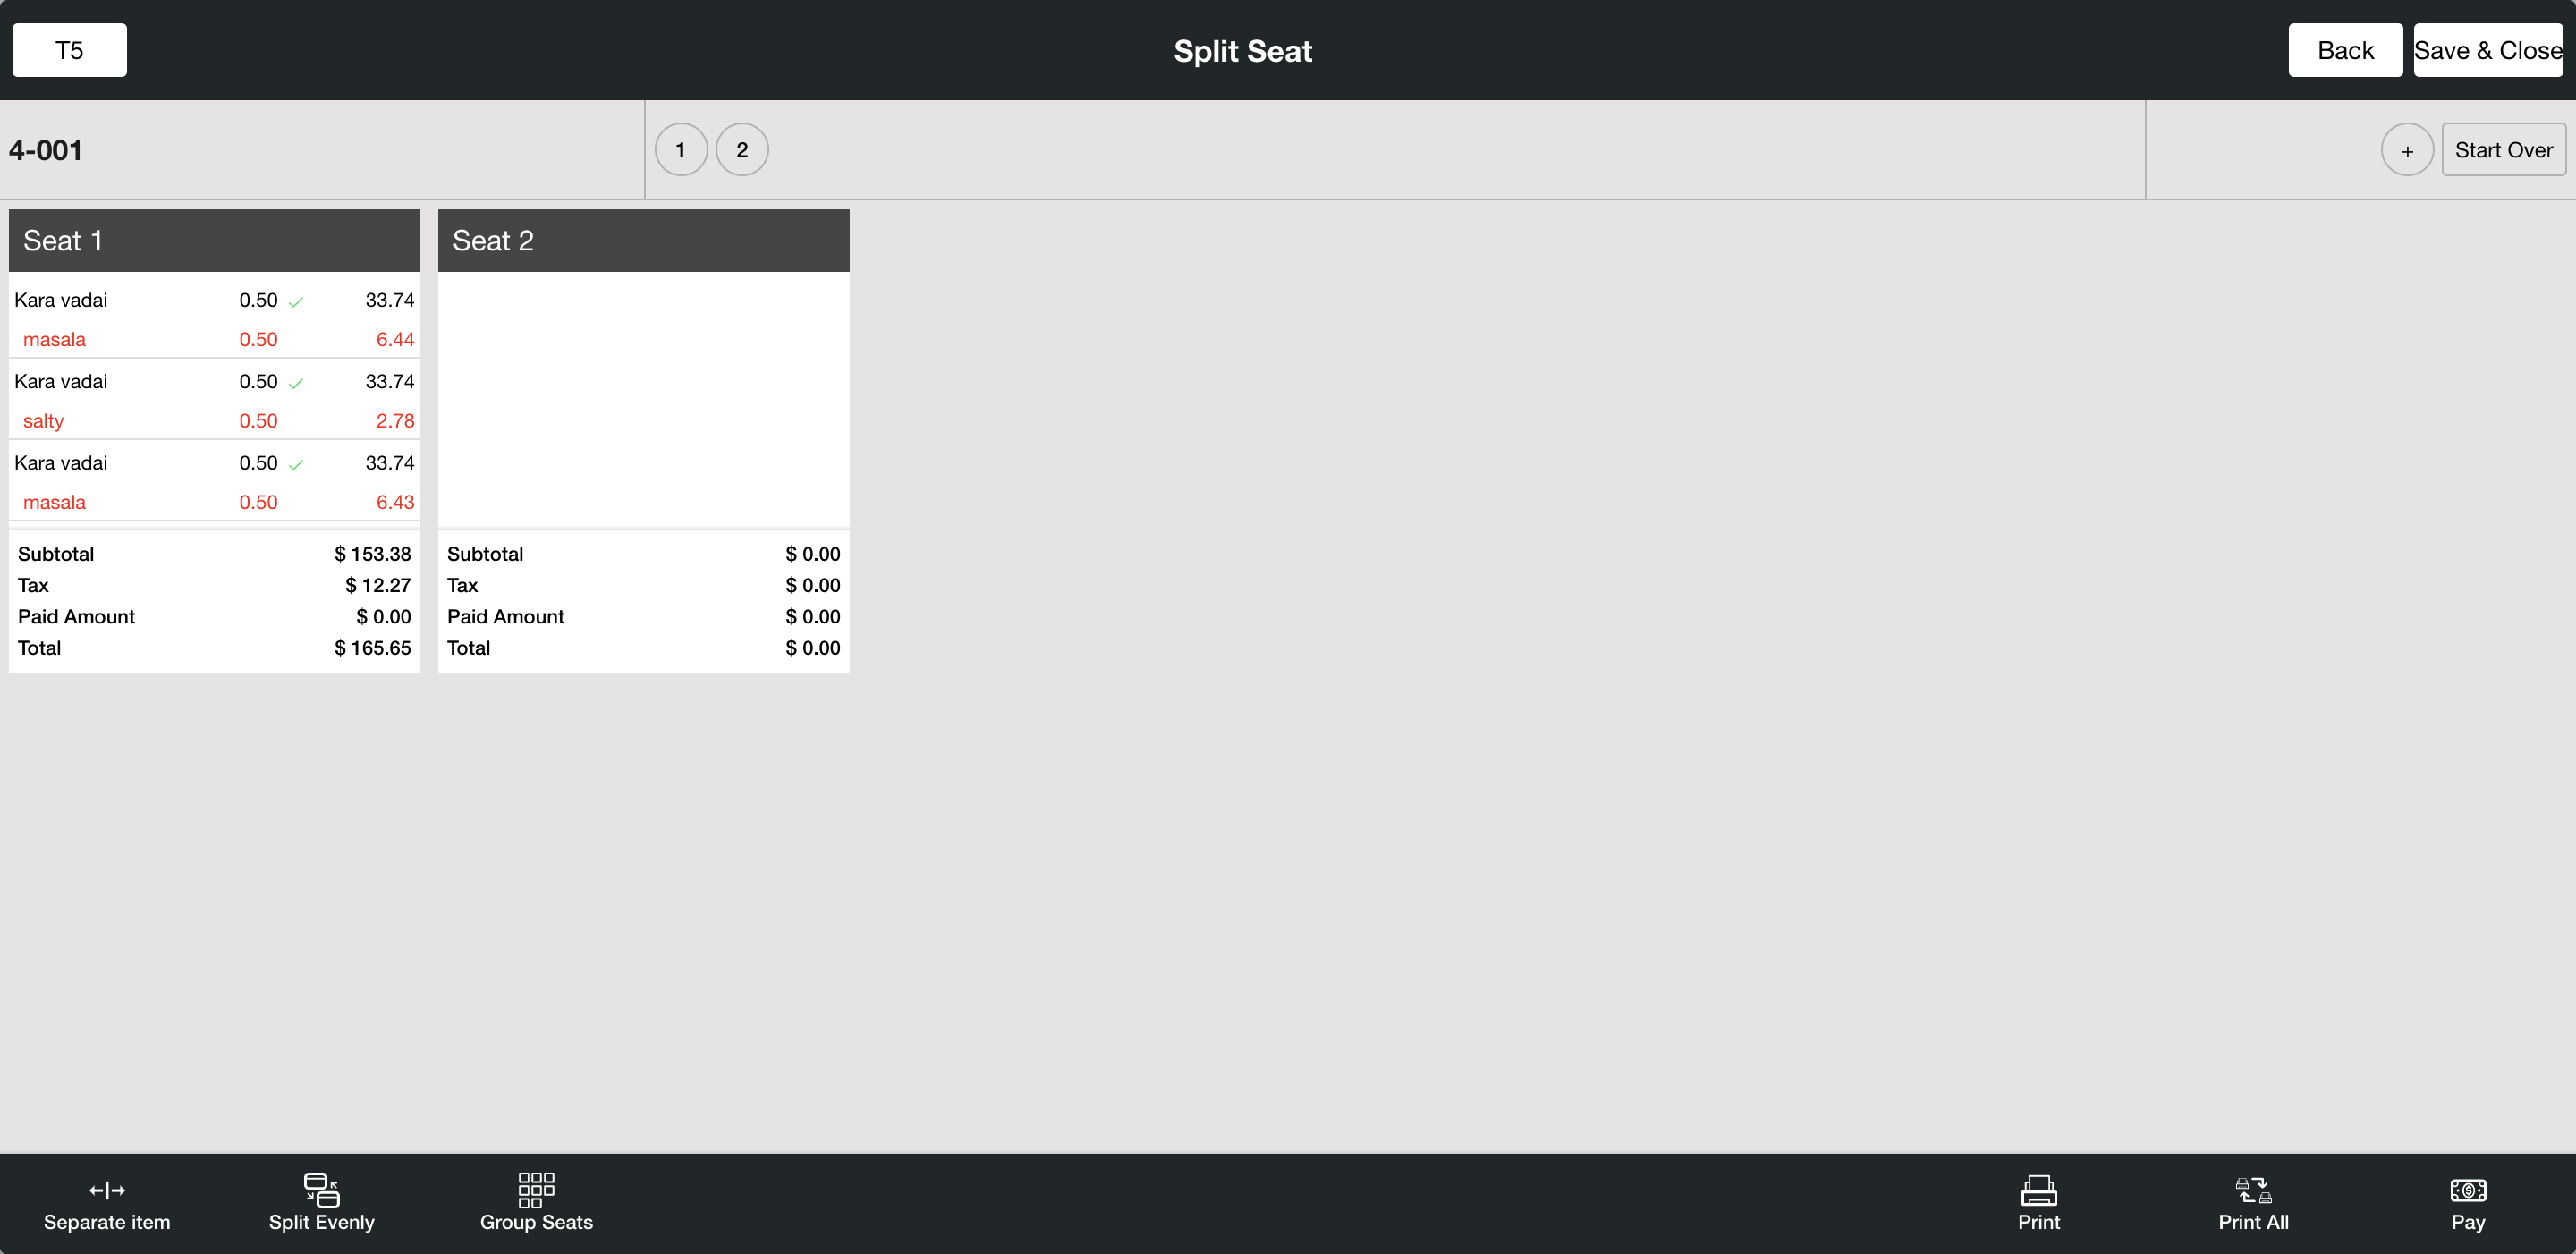 T5
Split Seat
Back
Save & Close
4-001
1
2
+
Start Over
Seat 1
Kara vadai 0.50 33.74
masala 0.50 6.44
Kara vadai 0.50 33.74
salty 0.50 2.78
Kara vadai 0.50 33.74
masala 0.50 6.43
Subtotal $ 153.38
Tax $ 12.27
Paid Amount $ 0.00
Total $ 165.65
Seat 2
Subtotal $ 0.00
Tax $ 0.00
Paid Amount $ 0.00
Total $ 0.00
Separate item
Split Evenly
Group Seats
Print
Print All
Pay